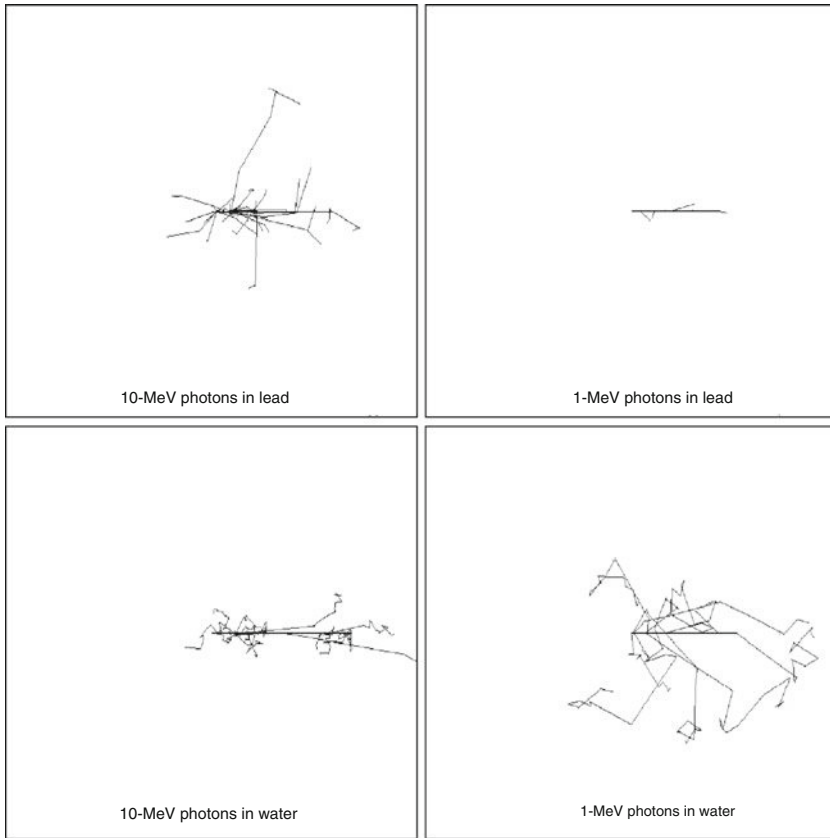 10-MeV photons in lead
1-MeV photons in lead
10-MeV photons in water
1-MeV photons in water